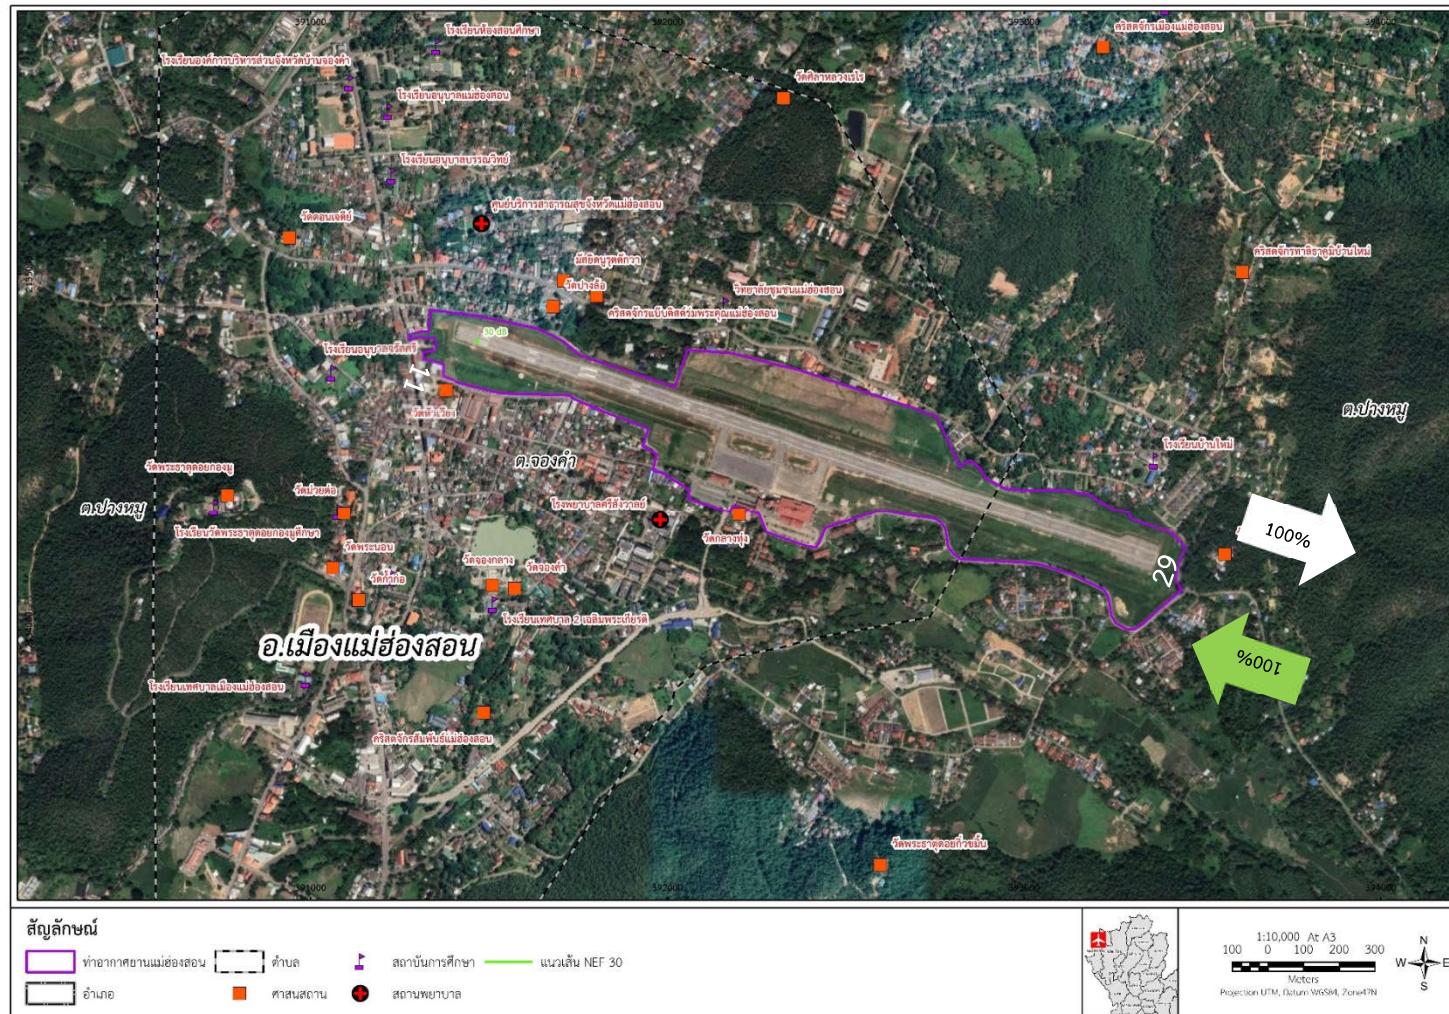 391000
392000
393000
394000
โรงเรียนห้องสอนศึกษา
คริสตจักรเมืองแม่ฮ่องสอน
โรงเรียนองค์การบริหารส่วนจังหวัดบ้านจองคำ
วัดศิลาหลวงเรไร
โรงเรียนอนุบาลแม่ฮ่องสอน
โรงเรียนอนุบาลบรรณวิทย์
ศูนย์บริการสาธารณสุขจังหวัดแม่ฮ่องสอน
วัดดอนเจดีย์
มัสยิดนูรุดดักวา
คริสตจักรทาลิธาคูมิบ้านใหม่
วัดปางล้อ
วิทยาลัยชุมชนแม่ฮ่องสอน
คริสตจักรแบ๊บติสต์ร่มพระคุณแม่ฮ่องสอน
30 dB
โรงเรียนอนุบาลจรัสศรี
11
วัดหัวเวียง
ต.ปางหมู
โรงเรียนบ้านใหม่
ต.จองคำ
วัดพระธาตุดอยกองมู
วัดม่วยต่อ
โรงพยาบาลศรีสังวาลย์
ต.ปางหมู
โรงเรียนวัดพระธาตุดอยกองมูศึกษา
วัดกลางทุ่ง
100%
วัดพระนอน
วัดจองกลาง
วัดจองคำ
29
วัดก้ำก่อ
โรงเรียนเทศบาล 2 เฉลิมพระเกียรติ
อ.เมืองแม่ฮ่องสอน
100%
โรงเรียนเทศบาลเมืองแม่ฮ่องสอน
คริสตจักรสัมพันธ์แม่ฮ่องสอน
วัดพระธาตุดอยกิ่วขมิ้น
391000
392000
393000
394000
สัญลักษณ์
ท่าอากาศยานแม่ฮ่องสอน
ตำบล
สถาบันการศึกษา
แนวเส้น NEF 30
อำเภอ
ศาสนสถาน
สถานพยาบาล
1:10,000 At A3
100 0 100 200 300
Meters
Projection UTM, Datum WGS84, Zone47N
N
W
E
S